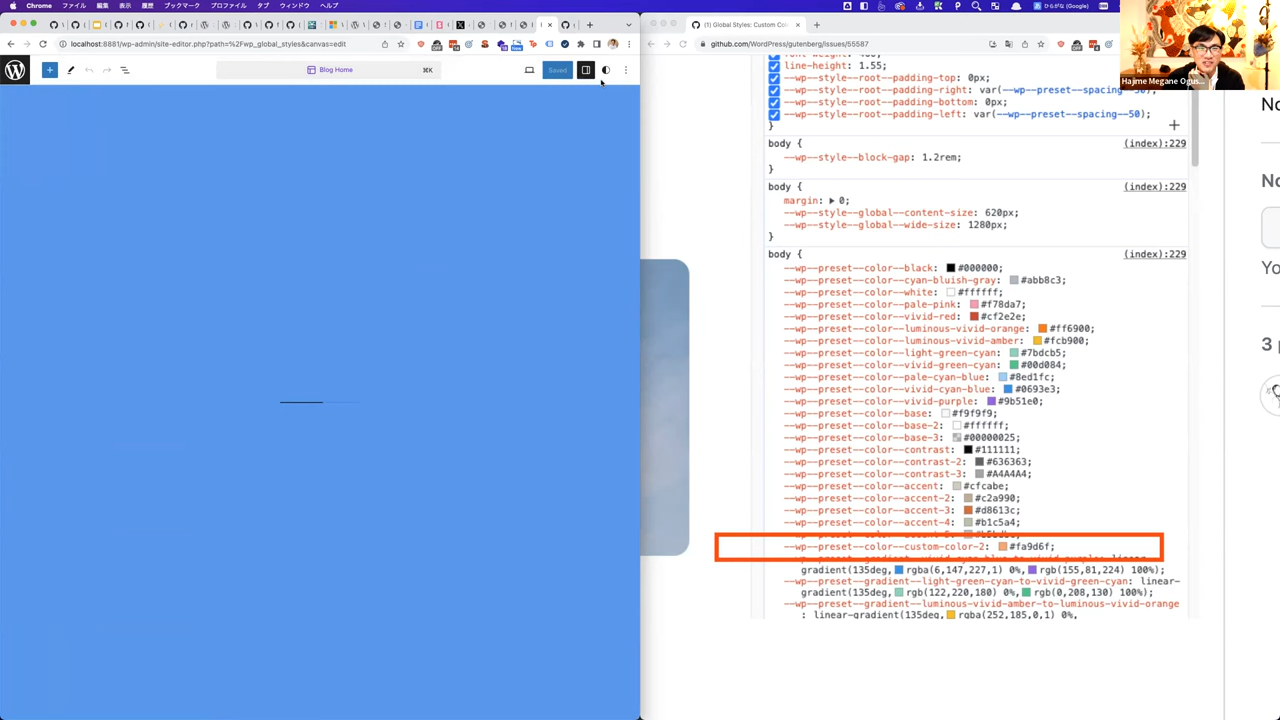 Chrome ファイル 編集 表示 履歴 ブックマーク プロファイル タブ ウィンドウ ヘルプ
ひらがな (Google)
(1) Global Styles: Custom Col
localhost:8881/wp-admin/site-editor.php?path=%2Fwp_global_styles&canvas=edit
github.com/WordPress/gutenberg/issues/55587
Blog Home
⌘K
Saved
Hajime Megane Ogus...
line-height: 1.55;
--wp--style--root--padding-top: 0px;
--wp--style--root--padding-right: var(--wp--preset--spacing--50);
--wp--style--root--padding-bottom: 0px;
--wp--style--root--padding-left: var(--wp--preset--spacing--50);
}
body { (index):229
--wp--style--block-gap: 1.2rem;
}
body { (index):229
margin: ▶ 0;
--wp--style--global--content-size: 620px;
--wp--style--global--wide-size: 1280px;
}
body { (index):229
--wp--preset--color--black: #000000;
--wp--preset--color--cyan-bluish-gray: #abb8c3;
--wp--preset--color--white: #ffffff;
--wp--preset--color--pale-pink: #f78da7;
--wp--preset--color--vivid-red: #cf2e2e;
--wp--preset--color--luminous-vivid-orange: #ff6900;
--wp--preset--color--luminous-vivid-amber: #fcb900;
--wp--preset--color--light-green-cyan: #7bdcb5;
--wp--preset--color--vivid-green-cyan: #00d084;
--wp--preset--color--pale-cyan-blue: #8ed1fc;
--wp--preset--color--vivid-cyan-blue: #0693e3;
--wp--preset--color--vivid-purple: #9b51e0;
--wp--preset--color--base: #f9f9f9;
--wp--preset--color--base-2: #ffffff;
--wp--preset--color--base-3: #00000025;
--wp--preset--color--contrast: #111111;
--wp--preset--color--contrast-2: #636363;
--wp--preset--color--contrast-3: #A4A4A4;
--wp--preset--color--accent: #cfcabe;
--wp--preset--color--accent-2: #c2a990;
--wp--preset--color--accent-3: #d8613c;
--wp--preset--color--accent-4: #b1c5a4;
--wp--preset--color--custom-color-2: #fa9d6f;
gradient(135deg, rgba(6,147,227,1) 0%, rgb(155,81,224) 100%);
--wp--preset--gradient--light-green-cyan-to-vivid-green-cyan: linear-
gradient(135deg, rgb(122,220,180) 0%, rgb(0,208,130) 100%);
--wp--preset--gradient--luminous-vivid-amber-to-luminous-vivid-orange
: linear-gradient(135deg, rgba(252,185,0,1) 0%,
No
No
Yo
3 p